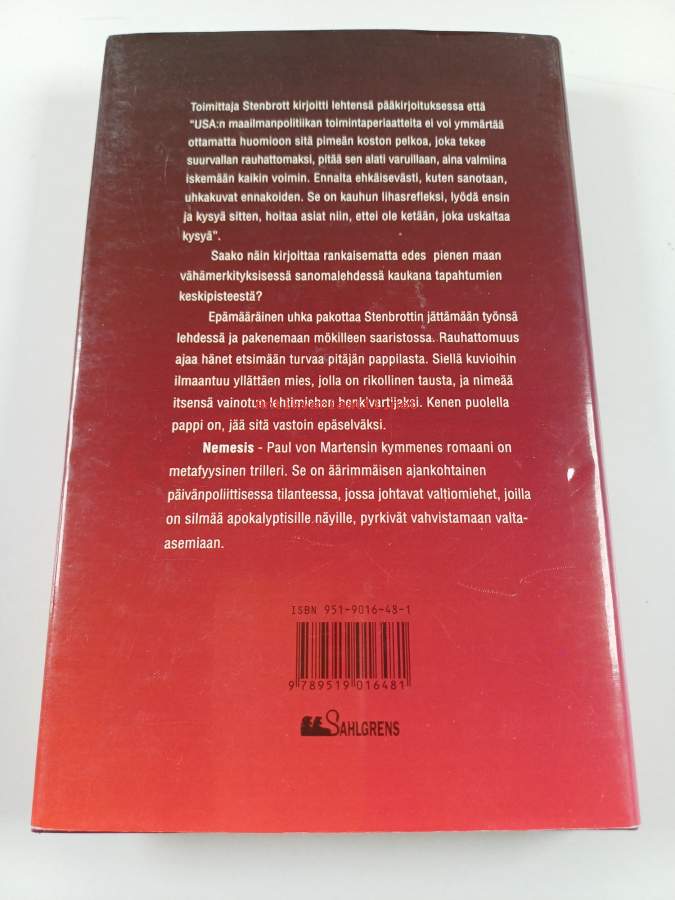 Toimittaja Stenbrott kirjoitti lehtensä pääkirjoituksessa että
"USA:n maailmanpolitiikan toimintaperiaatteita ei voi ymmärtää
ottamatta huomioon sitä pimeän koston pelkoa, joka tekee
suurvallan rauhattomaksi, pitää sen alati varuillaan, aina valmiina
iskemään kaikin voimin. Ennalta ehkäisevästi, kuten sanotaan,
uhkakuvat ennakoiden. Se on kauhun lihasrefleksi, lyödä ensin
ja kysyä sitten, hoitaa asiat niin, ettei ole ketään, joka uskaltaa
kysyä".
Saako näin kirjoittaa rankaisematta edes pienen maan
vähämerkityksisessä sanomalehdessä kaukana tapahtumien
keskipisteestä?
Epämääräinen uhka pakottaa Stenbrottin jättämään työnsä
lehdessä ja pakenemaan mökilleen saaristossa. Rauhattomuus
ajaa hänet etsimään turvaa pitäjän pappilasta. Siellä kuvioihin
ilmaantuu yllättäen mies, jolla on rikollinen tausta, ja nimeää
itsensä vainotun lehtimiehen henkivartijaksi. Kenen puolella
pappi on, jää sitä vastoin epäselväksi.
Nemesis - Paul von Martensin kymmenes romaani on
metafyysinen trilleri. Se on äärimmäisen ajankohtainen
päivänpoliittisessa tilanteessa, jossa johtavat valtiomiehet, joilla
on silmää apokalyptisille näyille, pyrkivät vahvistamaan valta-
asemiaan.
ISBN 951-9016-48-1
9 789519 016481
SAHLGRENS